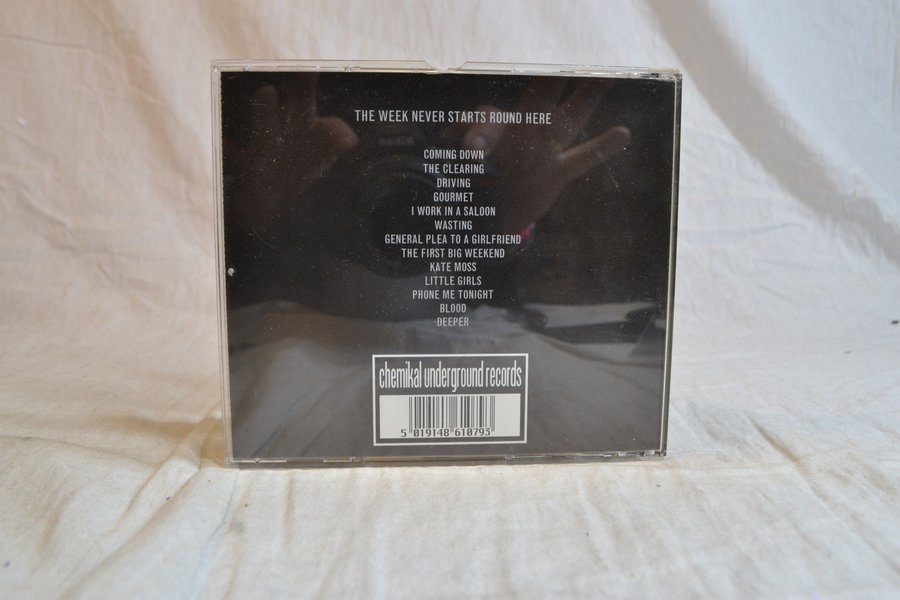 THE WEEK NEVER STARTS ROUND HERE
COMING DOWN
THE CLEARING
DRIVING
GOURMET
I WORK IN A SALOON
WASTING
GENERAL PLEA TO A GIRLFRIEND
THE FIRST BIG WEEKEND
KATE MOSS
LITTLE GIRLS
PHONE ME TONIGHT
BLOOD
DEEPER
chemikal underground records
5 019148 610793